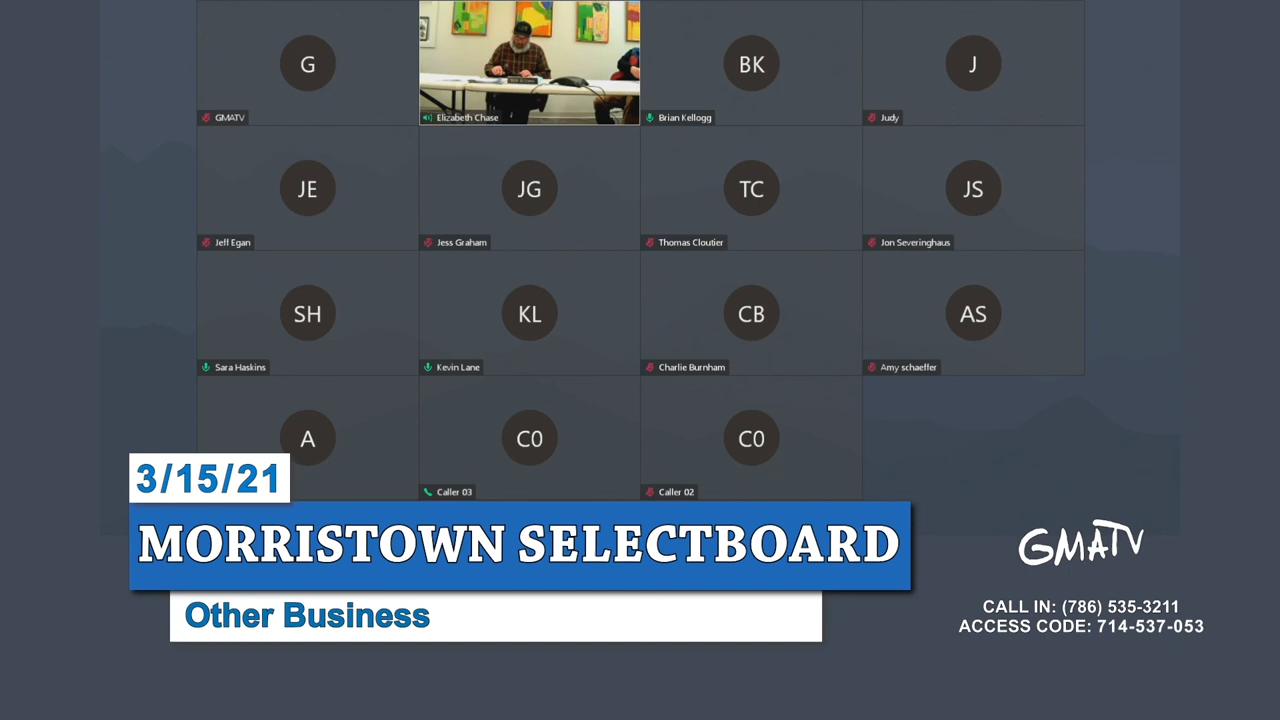 G
BK
J
GMATV
Elizabeth Chase
Brian Kellogg
Judy
JE
JG
TC
JS
Jeff Egan
Jess Graham
Thomas Cloutier
Jon Severinghaus
SH
KL
CB
AS
Sara Haskins
Kevin Lane
Charlie Burnham
Amy schaeffer
A
C0
C0
Caller 03
Caller 02
3/15/21
MORRISTOWN SELECTBOARD
Other Business
GMATV
CALL IN: (786) 535-3211
ACCESS CODE: 714-537-053